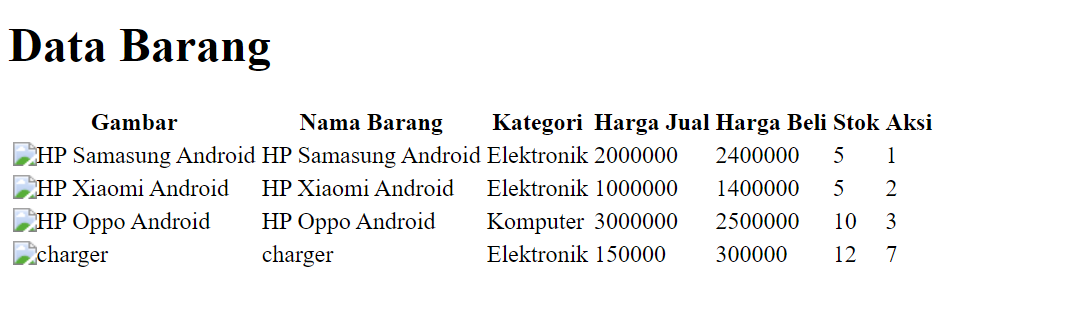 Data Barang
Gambar Nama Barang Kategori Harga Jual Harga Beli Stok Aksi
HP Samasung Android HP Samasung Android Elektronik 2000000 2400000 5 1
HP Xiaomi Android HP Xiaomi Android Elektronik 1000000 1400000 5 2
HP Oppo Android HP Oppo Android Komputer 3000000 2500000 10 3
charger charger Elektronik 150000 300000 12 7